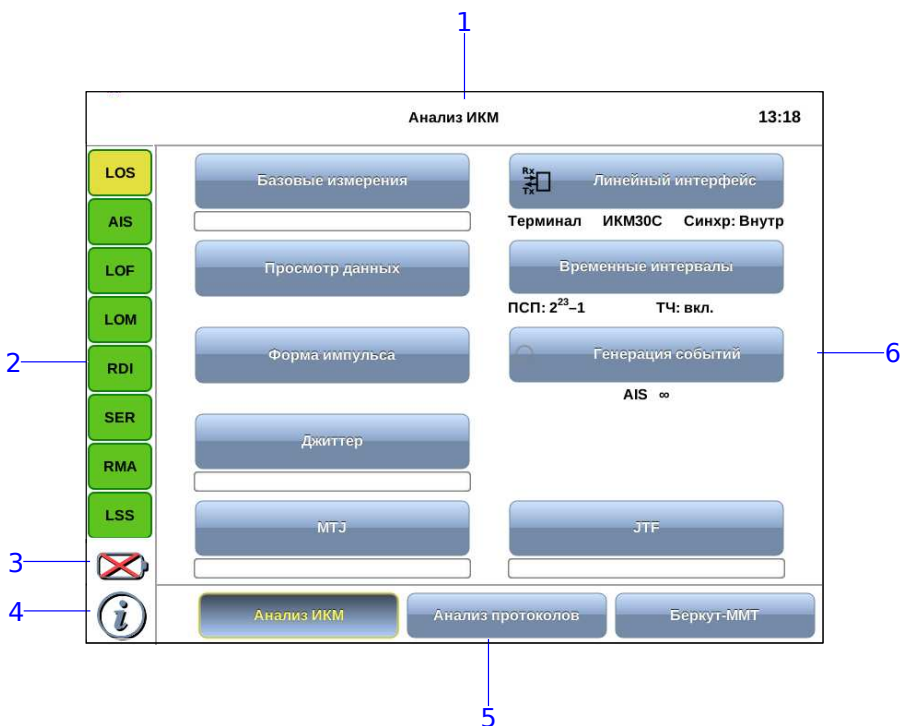 1
Анализ ИКМ 13:18
LOS Базовые измерения Rx Tx Линейный интерфейс
AIS Терминал ИКМ30С Синхр: Внутр
LOF Просмотр данных Временные интервалы
LOM ПСП: 2²³–1 ТЧ: вкл.
2 RDI Форма импульса Генерация событий 6
AIS ∞
SER Джиттер
RMA
LSS MTJ JTF
3
4 i Анализ ИКМ Анализ протоколов Беркут-ММТ
5